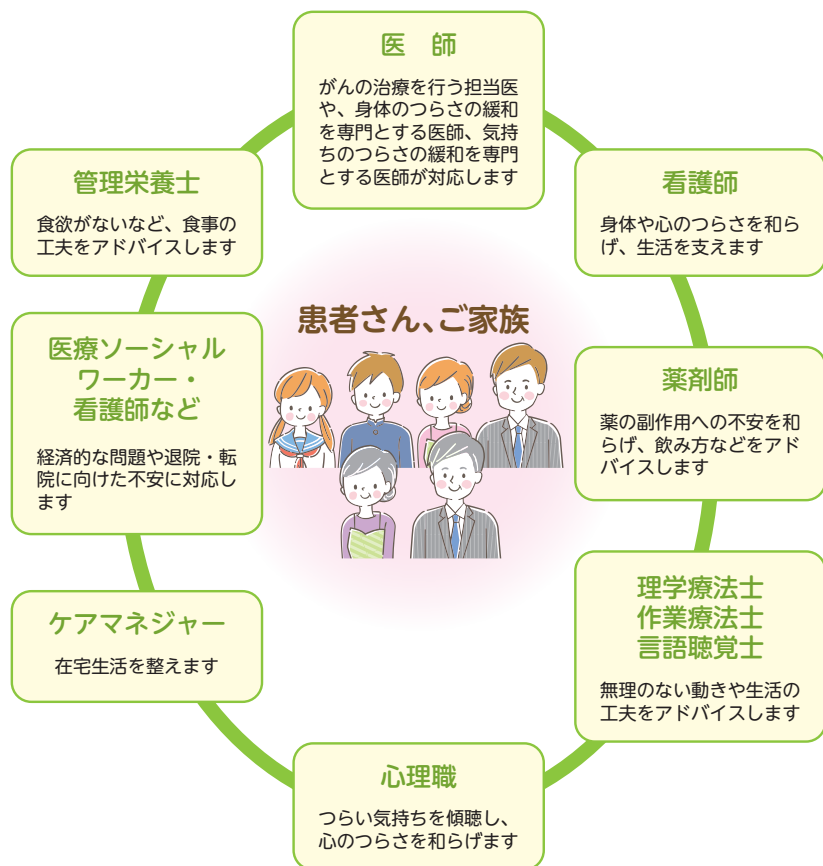 医　師
がんの治療を行う担当医
や、身体のつらさの緩和
を専門とする医師、気持
ちのつらさの緩和を専門
とする医師が対応します
管理栄養士
食欲がないなど、食事の
工夫をアドバイスします
看護師
身体や心のつらさを和ら
げ、生活を支えます
患者さん、ご家族
医療ソーシャル
ワーカー・
看護師など
経済的な問題や退院・転
院に向けた不安に対応し
ます
薬剤師
薬の副作用への不安を和
らげ、飲み方などをアド
バイスします
ケアマネジャー
在宅生活を整えます
理学療法士
作業療法士
言語聴覚士
無理のない動きや生活の
工夫をアドバイスします
心理職
つらい気持ちを傾聴し、
心のつらさを和らげます